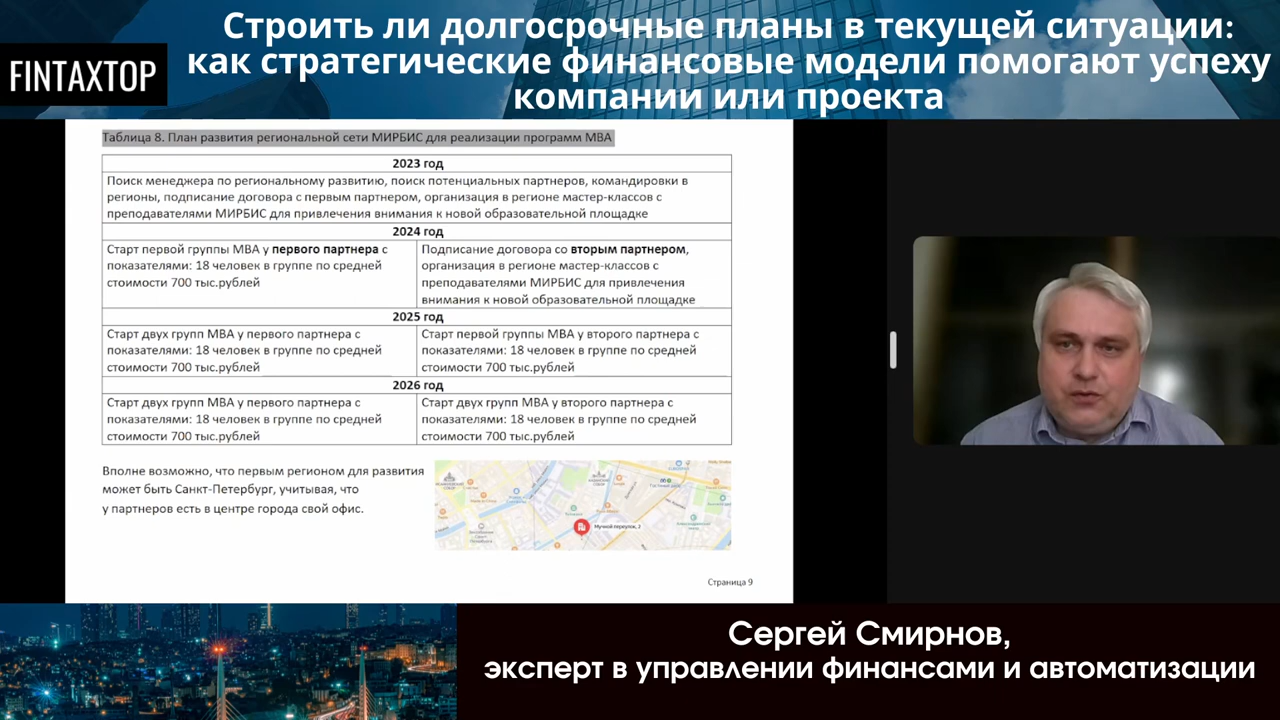 Строить ли долгосрочные планы в текущей ситуации:
как стратегические финансовые модели помогают успеху
компании или проекта
FINTAXTOP
Таблица 8. План развития региональной сети МИРБИС для реализации программ МВА
2023 год
Поиск менеджера по региональному развитию, поиск потенциальных партнеров, командировки в
регионы, подписание договора с первым партнером, организация в регионе мастер-классов с
преподавателями МИРБИС для привлечения внимания к новой образовательной площадке
2024 год
Старт первой группы МВА у первого партнера с
показателями: 18 человек в группе по средней
стоимости 700 тыс.рублей
Подписание договора со вторым партнером,
организация в регионе мастер-классов с
преподавателями МИРБИС для привлечения
внимания к новой образовательной площадке
2025 год
Старт двух групп МВА у первого партнера с
показателями: 18 человек в группе по средней
стоимости 700 тыс.рублей
Старт первой группы МВА у второго партнера с
показателями: 18 человек в группе по средней
стоимости 700 тыс.рублей
2026 год
Старт двух групп МВА у первого партнера с
показателями: 18 человек в группе по средней
стоимости 700 тыс.рублей
Старт двух групп МВА у второго партнера с
показателями: 18 человек в группе по средней
стоимости 700 тыс.рублей
Вполне возможно, что первым регионом для развития
может быть Санкт-Петербург, учитывая, что
у партнеров есть в центре города свой офис.
Мучной переулок, 2
Страница 9
Сергей Смирнов,
эксперт в управлении финансами и автоматизации